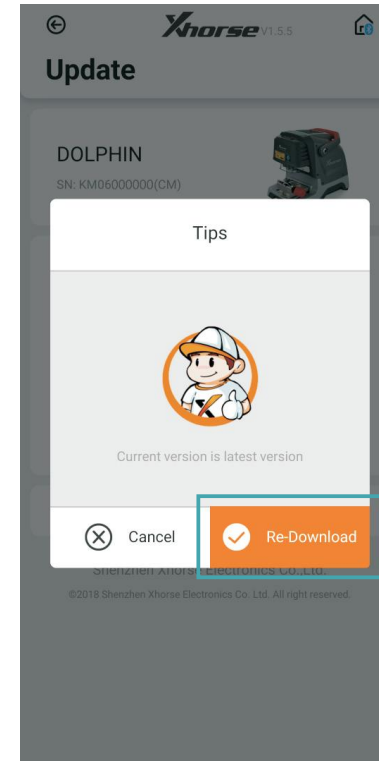 Xhorse V1.5.5
Update
DOLPHIN
SN: KM06000000(CM)
Tips
Current version is latest version
Cancel
Re-Download
Shenzhen Xhorse Electronics Co.,Ltd.
©2018 Shenzhen Xhorse Electronics Co. Ltd. All right reserved.